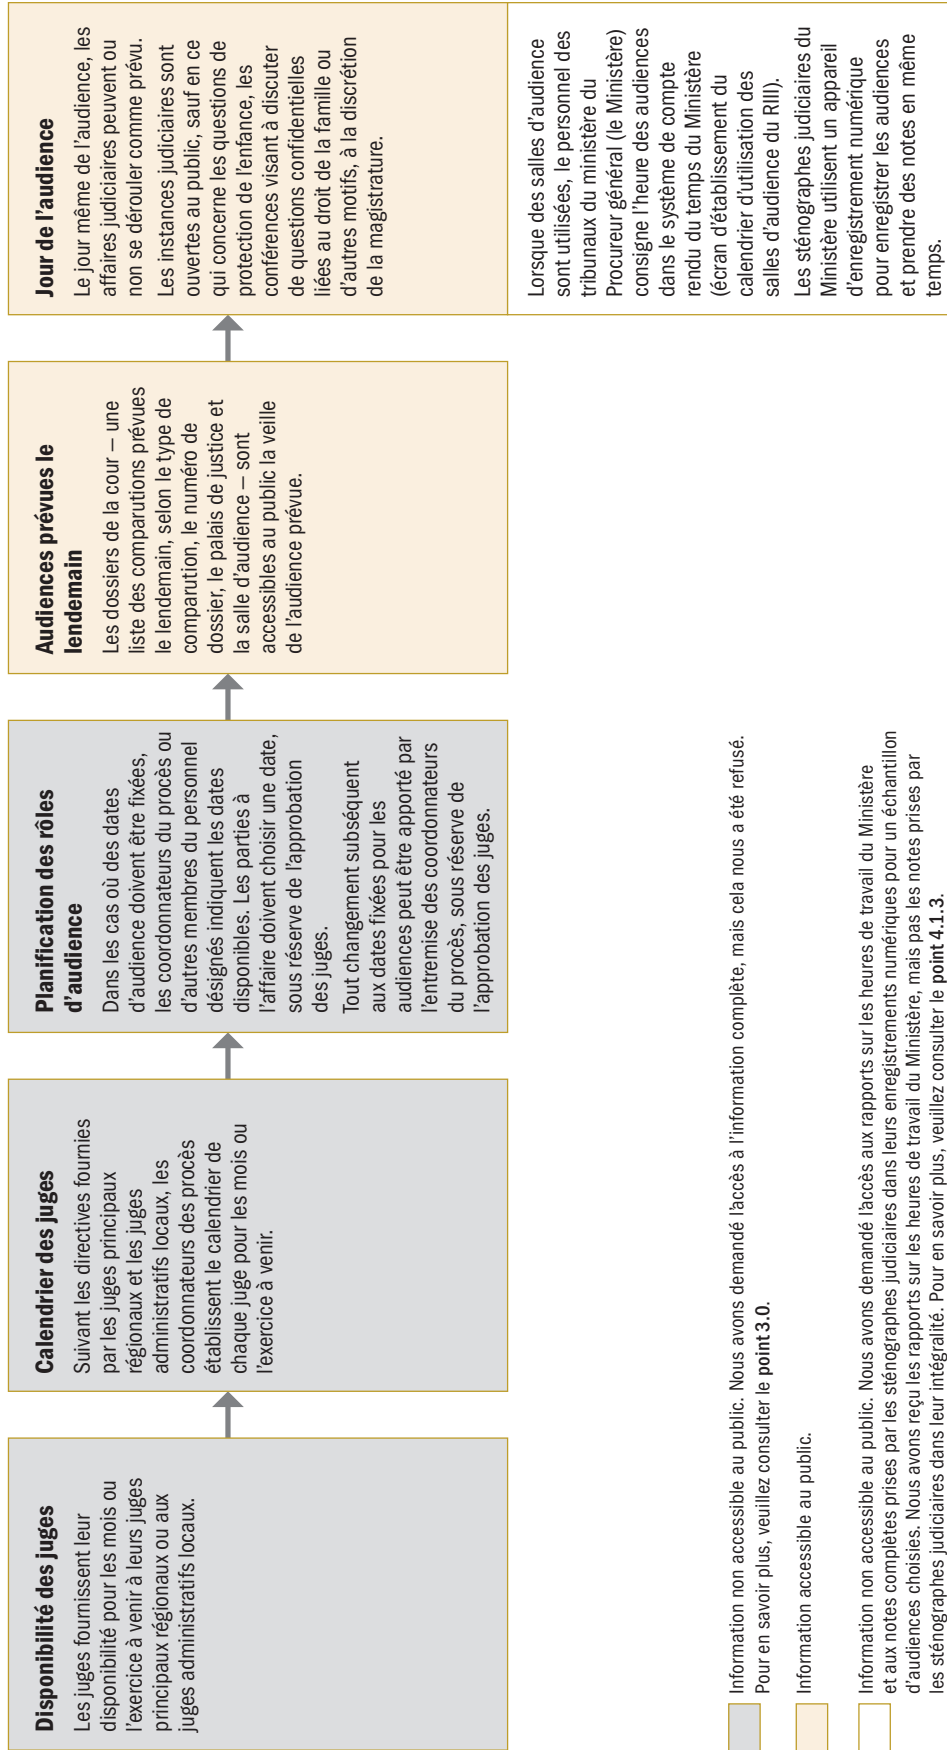 Disponibilité des juges
Les juges fournissent leur
disponibilité pour les mois ou
l'exercice à venir à leurs juges
principaux régionaux ou aux
juges administratifs locaux.
Calendrier des juges
Suivant les directives fournies
par les juges principaux
régionaux et les juges
administratifs locaux, les
coordonnateurs des procès
établissent le calendrier de
chaque juge pour les mois ou
l'exercice à venir.
Planification des rôles
d'audience
Dans les cas où des dates
d'audience doivent être fixées,
les coordonnateurs du procès ou
d'autres membres du personnel
désignés indiquent les dates
disponibles. Les parties à
l'affaire doivent choisir une date,
sous réserve de l'approbation
des juges.
Tout changement subséquent
aux dates fixées pour les
audiences peut être apporté par
l'entremise des coordonnateurs
du procès, sous réserve de
l'approbation des juges.
Audiences prévues le
lendemain
Les dossiers de la cour – une
liste des comparutions prévues
le lendemain, selon le type de
comparution, le numéro de
dossier, le palais de justice et
la salle d'audience – sont
accessibles au public la veille
de l'audience prévue.
Jour de l'audience
Le jour même de l'audience, les
affaires judiciaires peuvent ou
non se dérouler comme prévu.
Les instances judiciaires sont
ouvertes au public, sauf en ce
qui concerne les questions de
protection de l'enfance, les
conférences visant à discuter
de questions confidentielles
liées au droit de la famille ou
d'autres motifs, à la discrétion
de la magistrature.
Lorsque des salles d'audience
sont utilisées, le personnel des
tribunaux du ministère du
Procureur général (le Ministère)
consigne l'heure des audiences
dans le système de compte
rendu du temps du Ministère
(écran d'établissement du
calendrier d'utilisation des
salles d'audience du RIII).
Les sténographes judiciaires du
Ministère utilisent un appareil
d'enregistrement numérique
pour enregistrer les audiences
et prendre des notes en même
temps.
Information non accessible au public. Nous avons demandé l'accès à l'information complète, mais cela nous a été refusé.
Pour en savoir plus, veuillez consulter le point 3.0.
Information accessible au public.
Information non accessible au public. Nous avons demandé l'accès aux rapports sur les heures de travail du Ministère
et aux notes complètes prises par les sténographes judiciaires dans leurs enregistrements numériques pour un échantillon
d'audiences choisies. Nous avons reçu les rapports sur les heures de travail du Ministère, mais pas les notes prises par
les sténographes judiciaires dans leur intégralité. Pour en savoir plus, veuillez consulter le point 4.1.3.